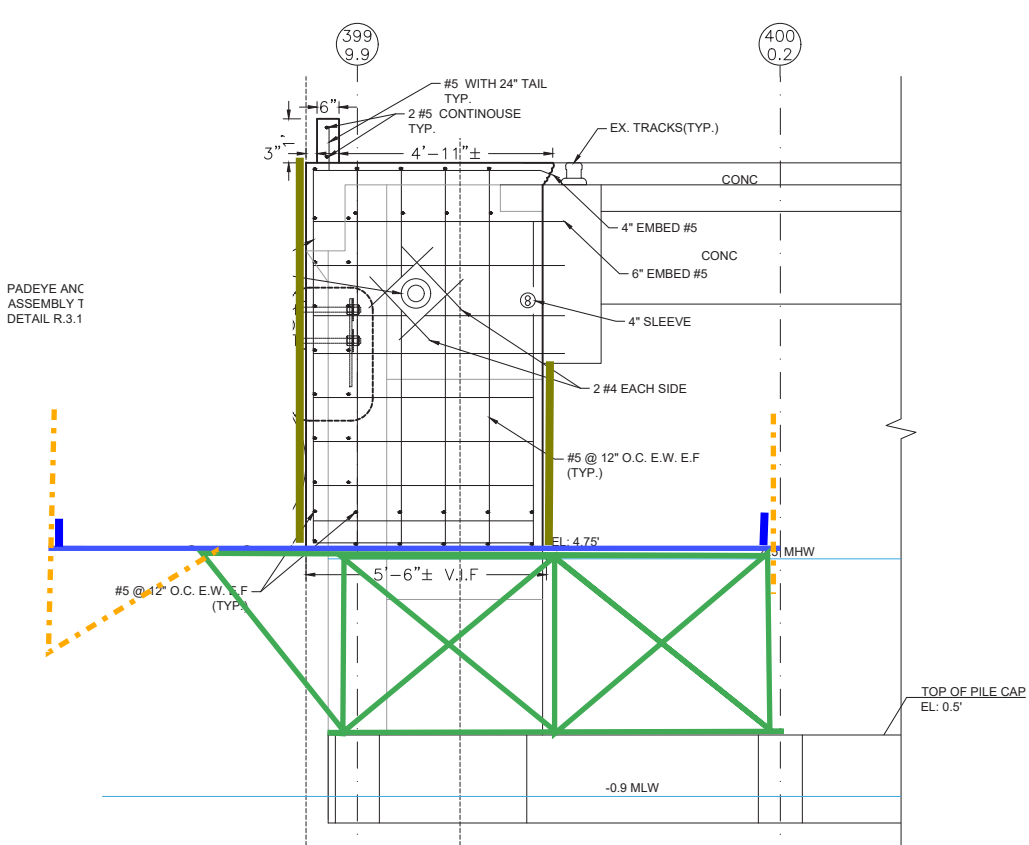 399
9.9
400
0.2
#5 WITH 24" TAIL
TYP.
6"
2 #5 CONTINOUSE
TYP.
1'
3"
4'-11"±
EX. TRACKS(TYP.)
CONC
4" EMBED #5
CONC
6" EMBED #5
PADEYE ANC
ASSEMBLY T
DETAIL R.3.1
8
4" SLEEVE
2 #4 EACH SIDE
#5 @ 12" O.C. E.W. E.F
(TYP.)
EL: 4.75'
MHW
5'-6"± V.I.F
#5 @ 12" O.C. E.W. E.F
(TYP.)
TOP OF PILE CAP
EL: 0.5'
-0.9 MLW